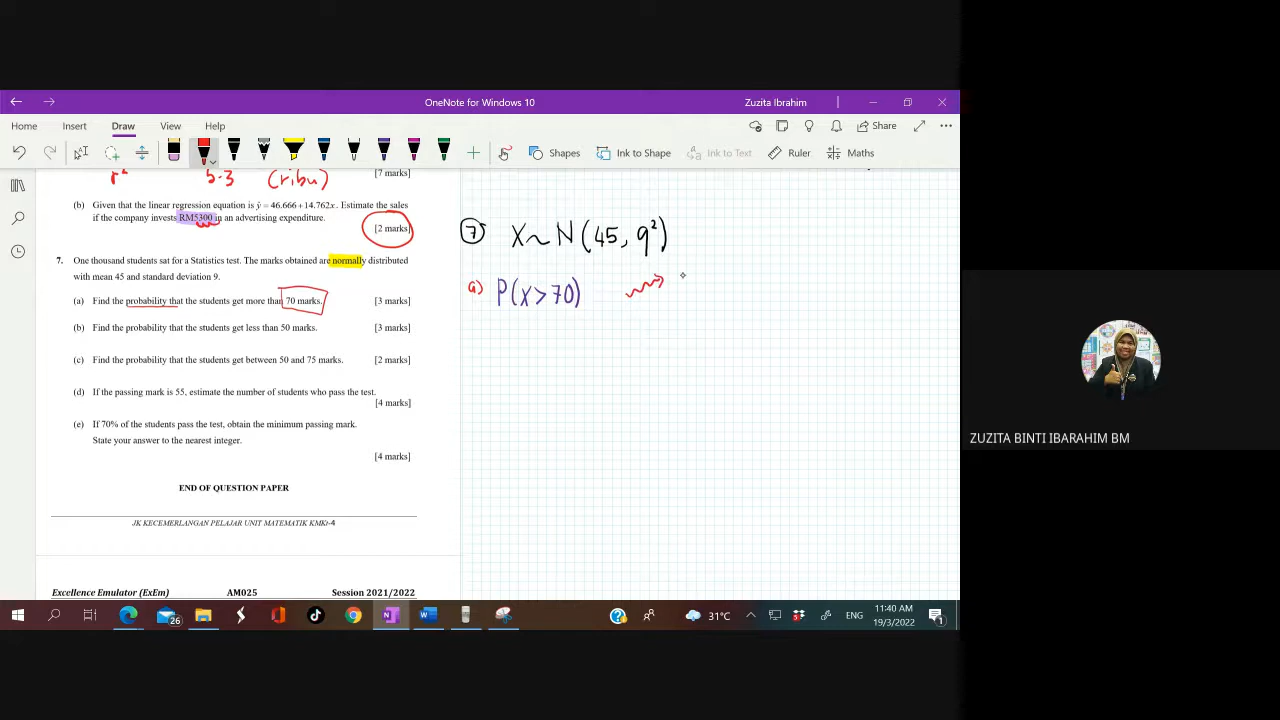 OneNote for Windows 10
Zuzita Ibrahim
Home Insert Draw View Help
Share
Shapes Ink to Shape Ink to Text Ruler Maths
r² b-3 (ribu)
[7 marks]
(b) Given that the linear regression equation is ŷ = 46.666 + 14.762x. Estimate the sales
if the company invests RM5300 in an advertising expenditure.
[2 marks]
7. One thousand students sat for a Statistics test. The marks obtained are normally distributed
with mean 45 and standard deviation 9.
(a) Find the probability that the students get more than 70 marks. [3 marks]
(b) Find the probability that the students get less than 50 marks. [3 marks]
(c) Find the probability that the students get between 50 and 75 marks. [2 marks]
(d) If the passing mark is 55, estimate the number of students who pass the test.
[4 marks]
(e) If 70% of the students pass the test, obtain the minimum passing mark.
State your answer to the nearest integer.
[4 marks]
END OF QUESTION PAPER
JK KECEMERLANGAN PELAJAR UNIT MATEMATIK KMKt-4
Excellence Emulator (ExEm) AM025 Session 2021/2022
7 X ~ N(45, 9²)
a) P(X > 70)
ZUZITA BINTI IBARAHIM BM
26
31°C
ENG
11:40 AM
19/3/2022
1